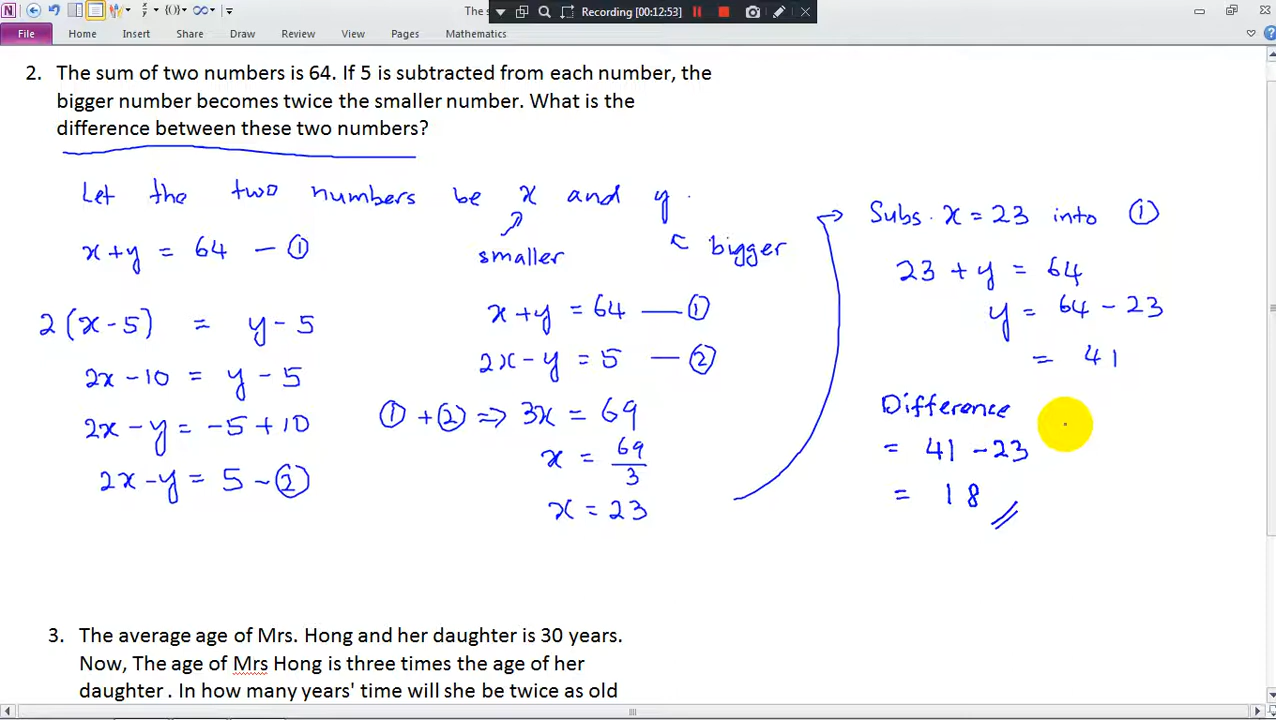 The s
Recording [00:12:53]
File Home Insert Share Draw Review View Pages Mathematics
2. The sum of two numbers is 64. If 5 is subtracted from each number, the
bigger number becomes twice the smaller number. What is the
difference between these two numbers?
Let the two numbers be x and y.
smaller
bigger
x+y = 64 — ①
2(x-5) = y-5
2x-10 = y-5
2x-y = -5+10
2x-y = 5 — ②
x+y = 64 — ①
2x-y = 5 — ②
① + ② => 3x = 69
x = 69/3
x = 23
Subs. x = 23 into ①
23 + y = 64
y = 64 - 23
= 41
Difference
= 41 - 23
= 18
3. The average age of Mrs. Hong and her daughter is 30 years.
Now, The age of Mrs Hong is three times the age of her
daughter . In how many years' time will she be twice as old